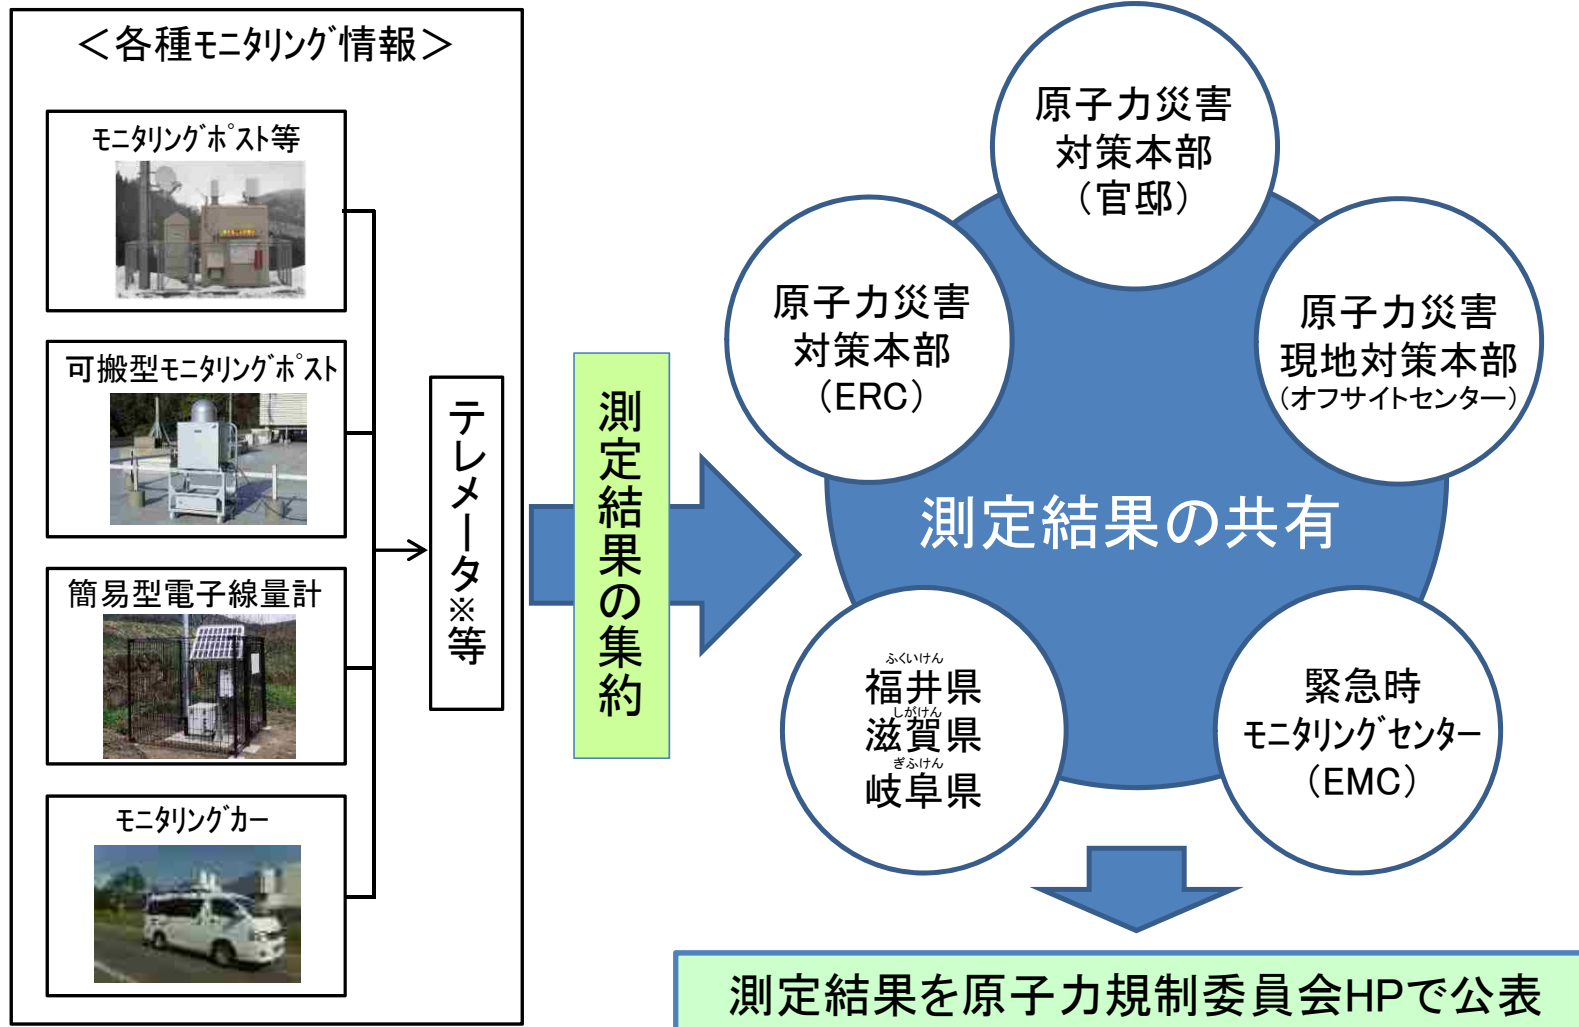 ＜各種ﾓﾆﾀﾘﾝｸﾞ情報＞
ﾓﾆﾀﾘﾝｸﾞﾎﾟｽﾄ等
可搬型ﾓﾆﾀﾘﾝｸﾞﾎﾟｽﾄ
簡易型電子線量計
ﾓﾆﾀﾘﾝｸﾞｶｰ
テレメータ※等
測定結果の集約
原子力災害
対策本部
（官邸）
原子力災害
対策本部
（ERC）
原子力災害
現地対策本部
（オフサイトセンター）
測定結果の共有
ふくいけん
福井県
しがけん
滋賀県
ぎふけん
岐阜県
緊急時
ﾓﾆﾀﾘﾝｸﾞセンター
（EMC）
測定結果を原子力規制委員会HPで公表